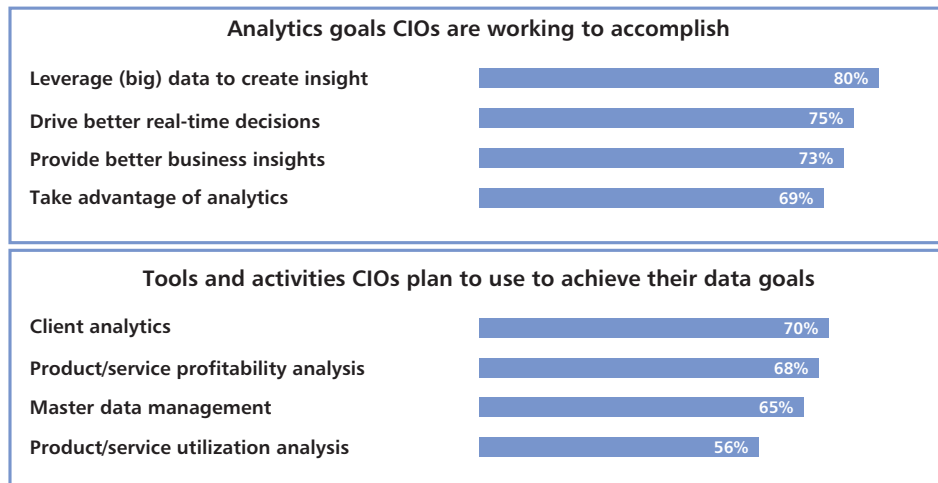 Analytics goals CIOs are working to accomplish
Leverage (big) data to create insight 80%
Drive better real-time decisions 75%
Provide better business insights 73%
Take advantage of analytics 69%
Tools and activities CIOs plan to use to achieve their data goals
Client analytics 70%
Product/service profitability analysis 68%
Master data management 65%
Product/service utilization analysis 56%